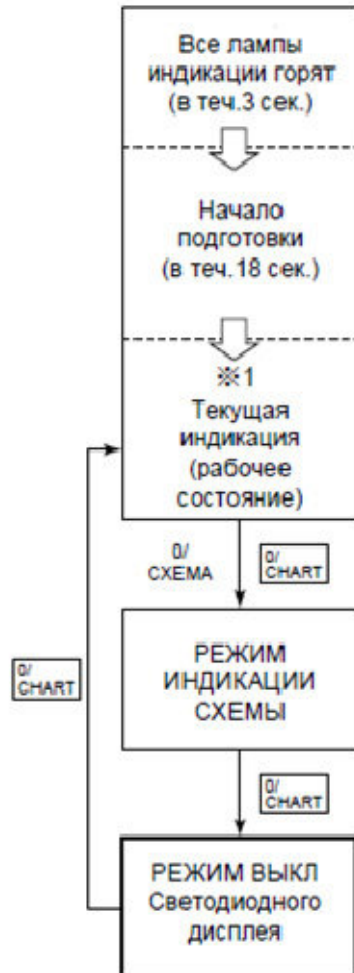 Все лампы
индикации горят
(в теч.3 сек.)
Начало
подготовки
(в теч.18 сек.)
※1
Текущая
индикация
(рабочее
состояние)
0/
СХЕМА
0/
CHART
0/
CHART
РЕЖИМ
ИНДИКАЦИИ
СХЕМЫ
0/
CHART
РЕЖИМ ВЫКЛ
Светодиодного
дисплея